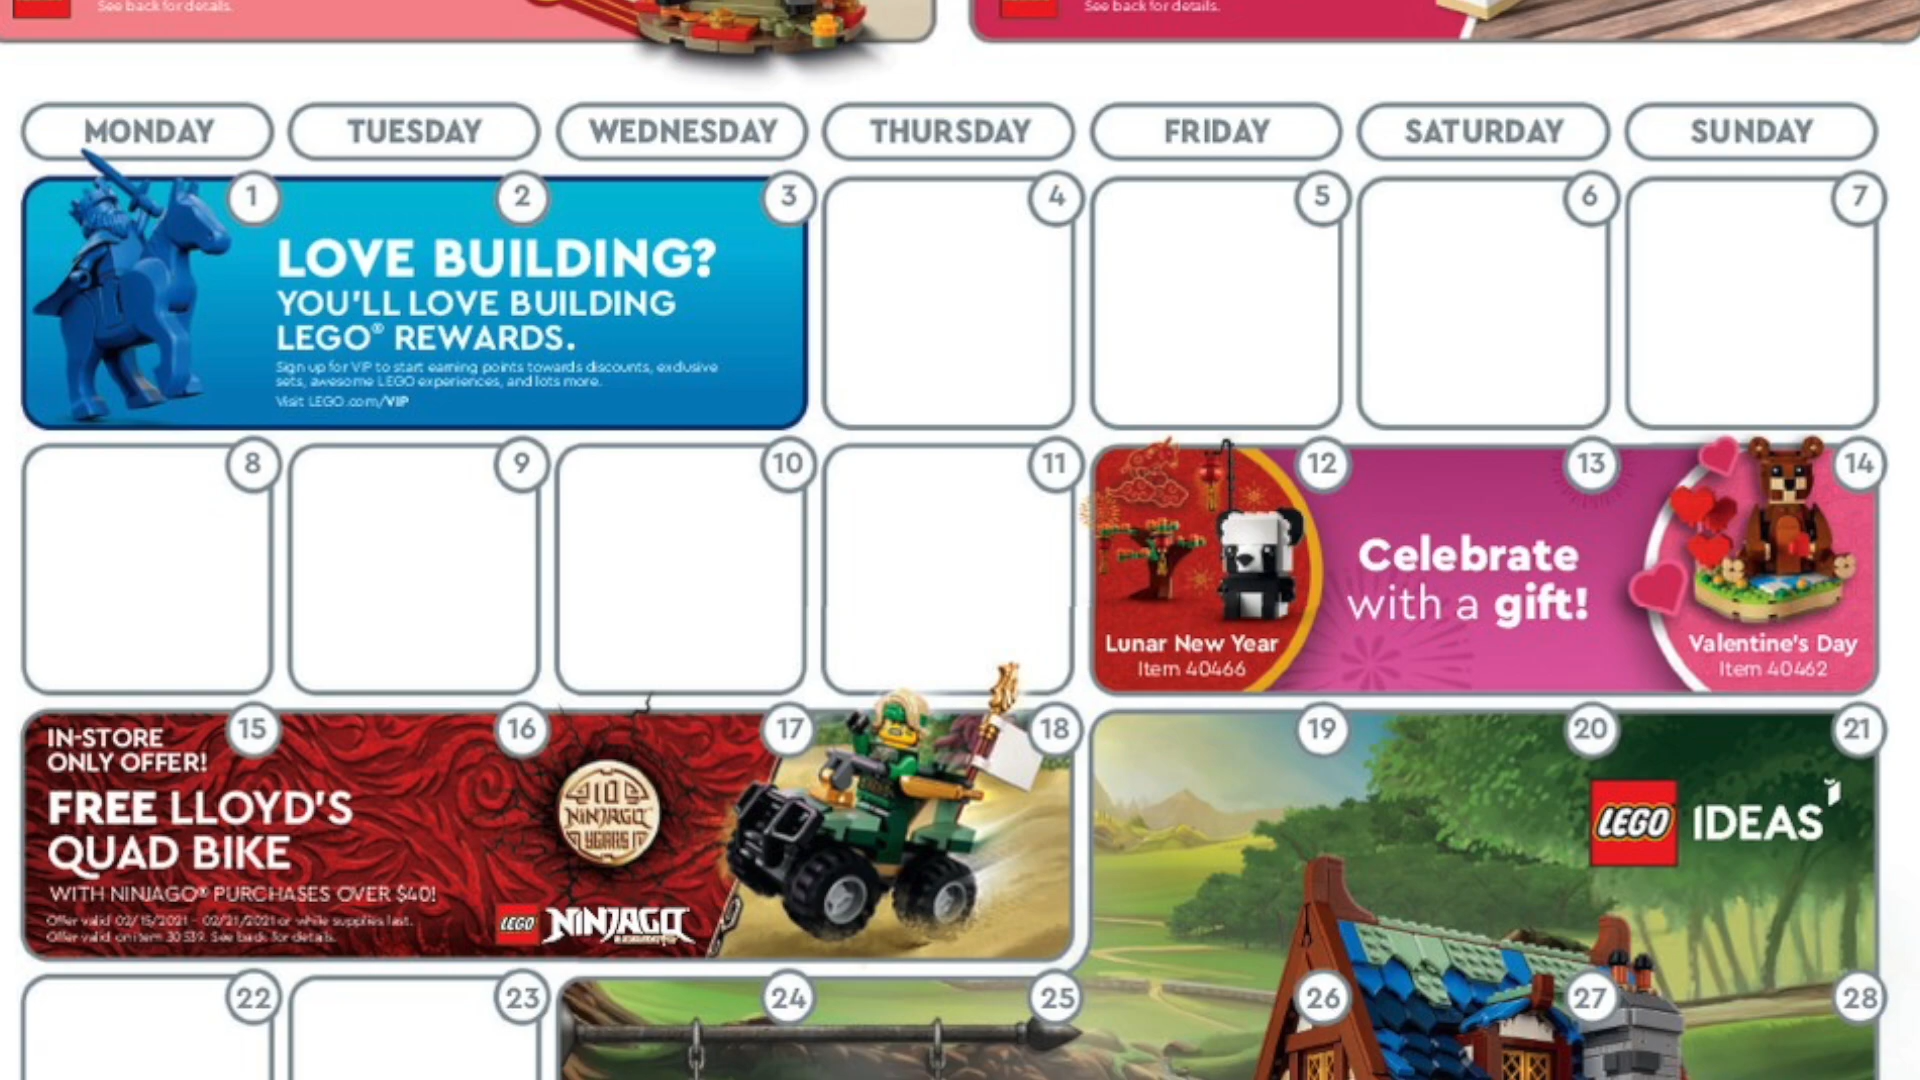 See back for details.
See back for details.
MONDAY
TUESDAY
WEDNESDAY
THURSDAY
FRIDAY
SATURDAY
SUNDAY
1
2
3
4
5
6
7
LOVE BUILDING?
YOU'LL LOVE BUILDING
LEGO® REWARDS.
Sign up for VIP to start earning points towards discounts, exclusive
sets, awesome LEGO experiences, and lots more.
Visit LEGO.com/VIP
8
9
10
11
12
13
14
Celebrate
with a gift!
Lunar New Year
Item 40466
Valentine's Day
Item 40462
15
16
17
18
19
20
21
IN-STORE
ONLY OFFER!
FREE LLOYD'S
QUAD BIKE
WITH NINJAGO® PURCHASES OVER $40!
Offer valid 02/15/2021 - 02/21/2021 or while supplies last.
Offer valid on item 30539. See back for details.
10
NINJAGO
YEARS
LEGO NINJAGO
LEGO IDEAS
22
23
24
25
26
27
28